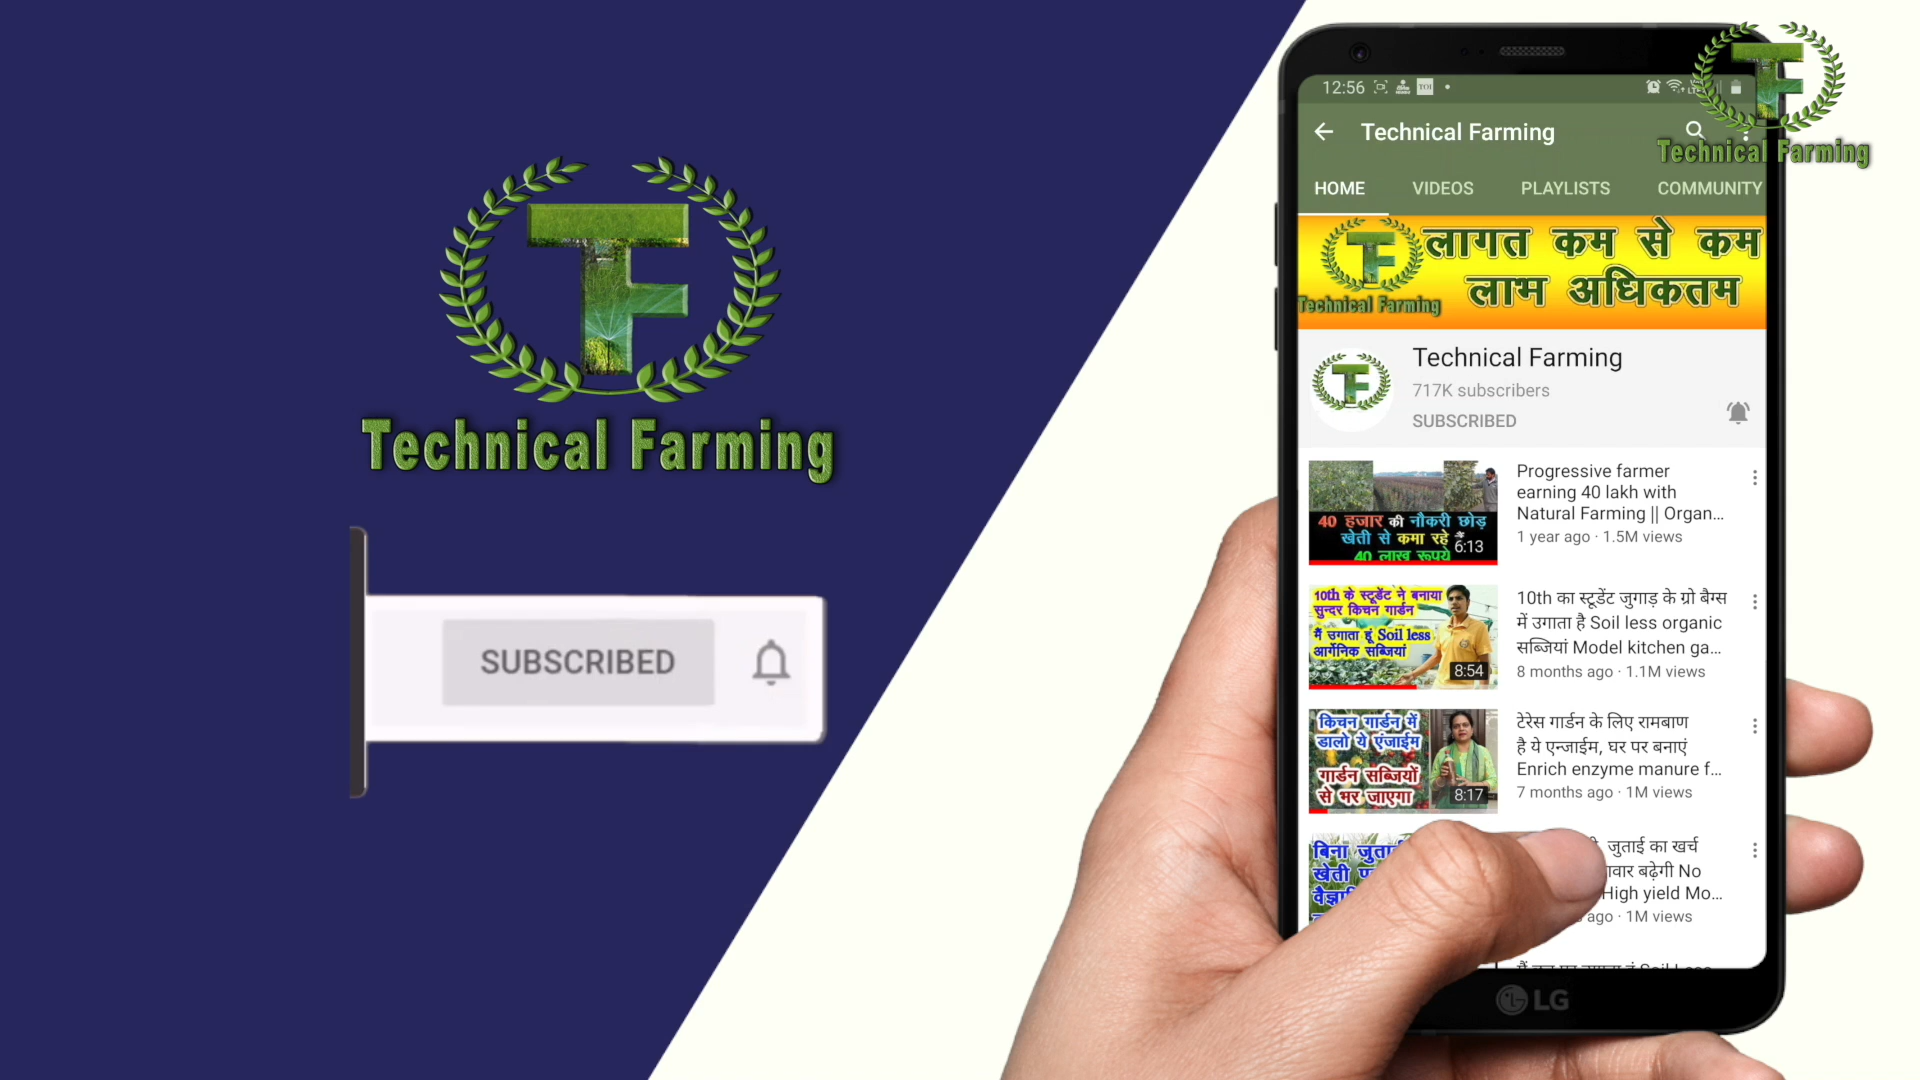 Technical Farming
SUBSCRIBED
12:56
TOI
Technical Farming
Technical Farming
HOME VIDEOS PLAYLISTS COMMUNITY
लागत कम से कम
लाभ अधिकतम
Technical Farming
Technical Farming
717K subscribers
SUBSCRIBED
40 हजार की नौकरी छोड़
खेती से कमा रहे हैं
40 लाख रूपये
6:13
Progressive farmer
earning 40 lakh with
Natural Farming || Organ...
1 year ago · 1.5M views
10th के स्टूडेंट ने बनाया
सुन्दर किचन गार्डन
मैं उगाता हूं Soil less
आर्गेनिक सब्जियां
8:54
10th का स्टूडेंट जुगाड़ के ग्रो बैग्स
में उगाता है Soil less organic
सब्जियां Model kitchen ga...
8 months ago · 1.1M views
किचन गार्डन में
डालो ये एंजाईम
गार्डन सब्जियों
से भर जाएगा
8:17
टेरेस गार्डन के लिए रामबाण
है ये एन्जाईम, घर पर बनाएं
Enrich enzyme manure f...
7 months ago · 1M views
बिना
खेती
जुताई का खर्च
बढ़ेगी No
High yield Mo...
ago · 1M views
LG